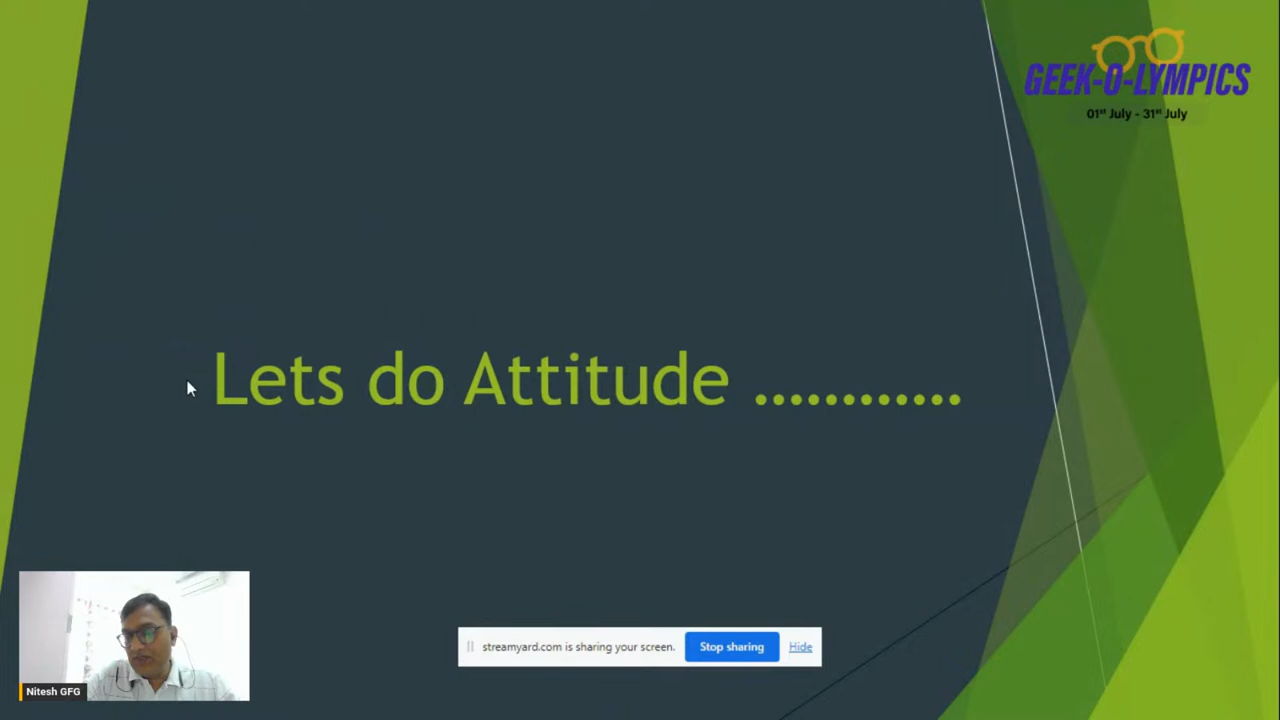 GEEK-O-LYMPICS
01st July - 31st July
Lets do Attitude ............
streamyard.com is sharing your screen. Stop sharing Hide
Nitesh GFG